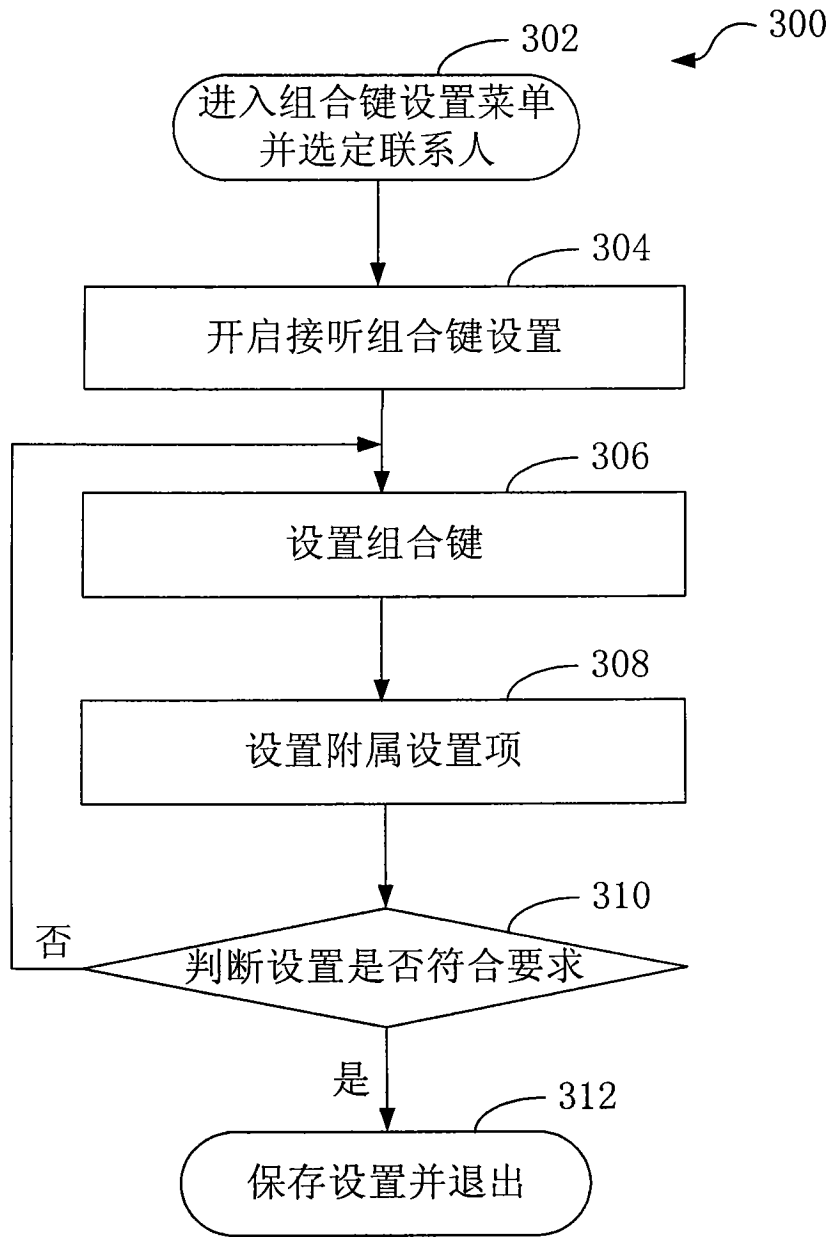 300
302
进入组合键设置菜单
并选定联系人
304
开启接听组合键设置
306
设置组合键
308
设置附属设置项
310
否
判断设置是否符合要求
是
312
保存设置并退出